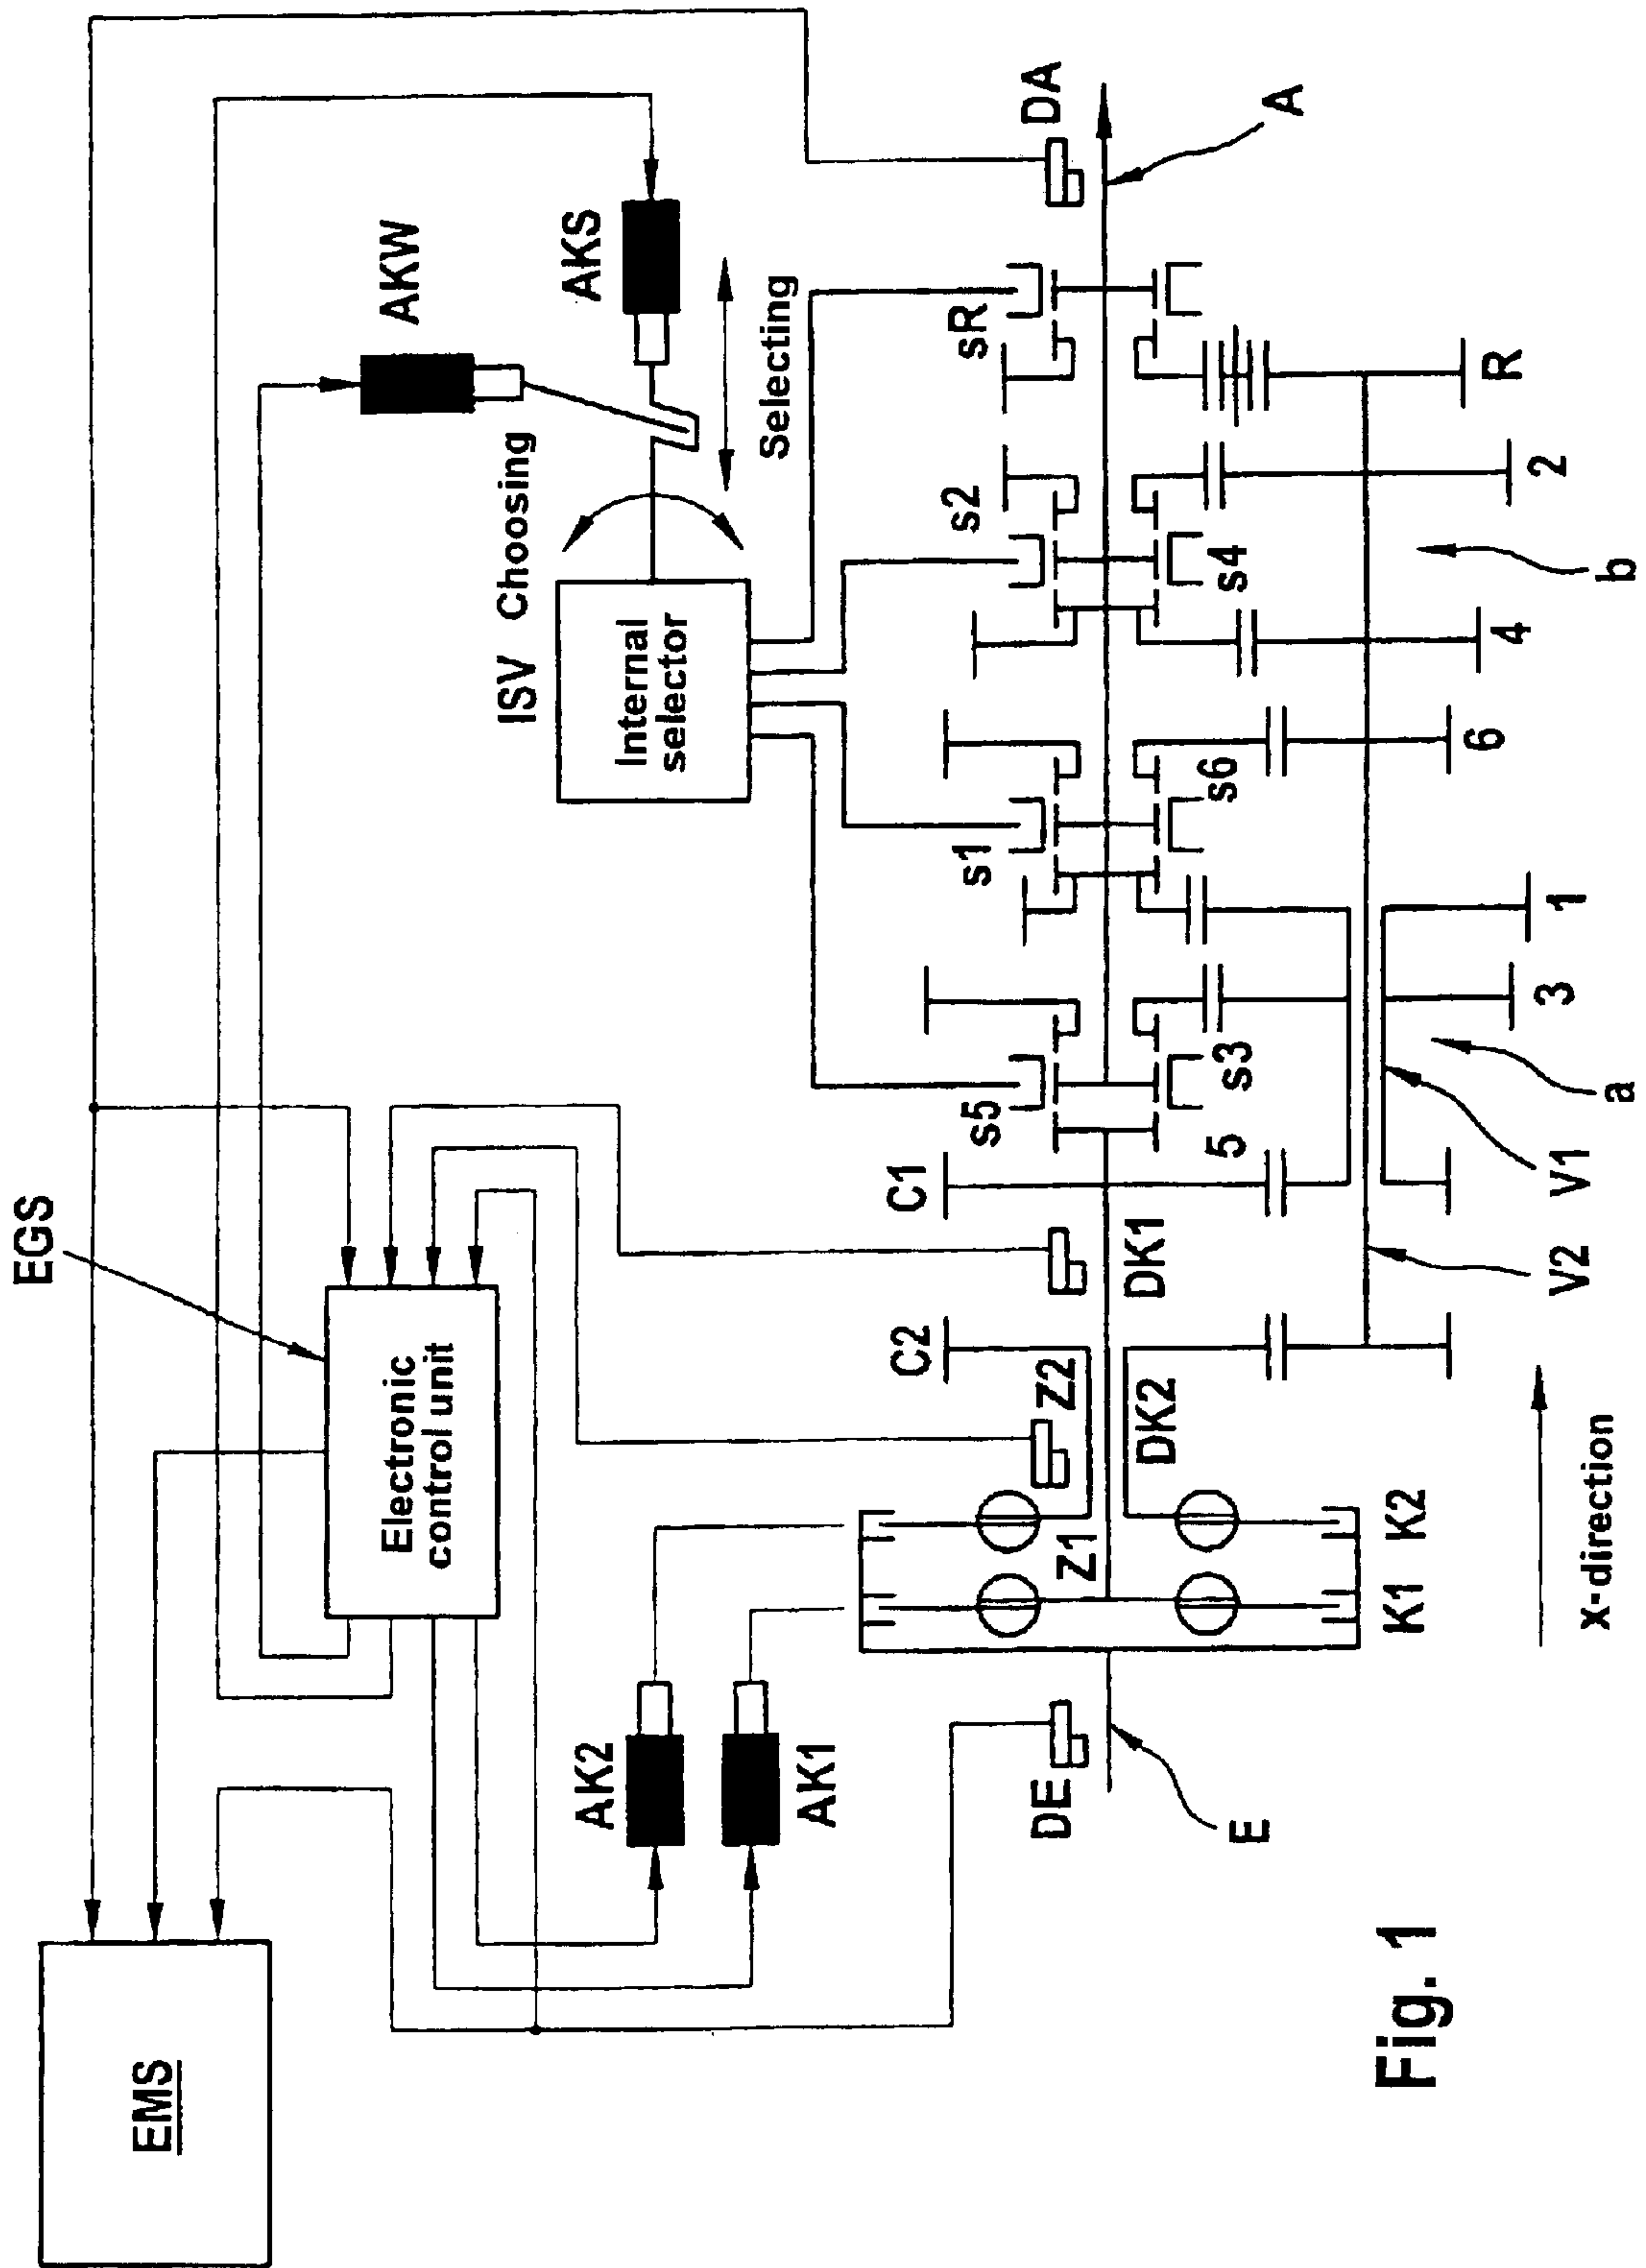 EMS
EGS
Electronic
control unit
AK2
AK1
AKW
AKS
ISV
Choosing
Selecting
Internal
selector
DE
E
K1
K2
Z1
Z2
DK2
C2
DK1
C1
5
s5
s3
s1
s6
s2
s4
sR
DA
A
V2
V1
a
3
1
6
4
b
2
R
x-direction
Fig. 1